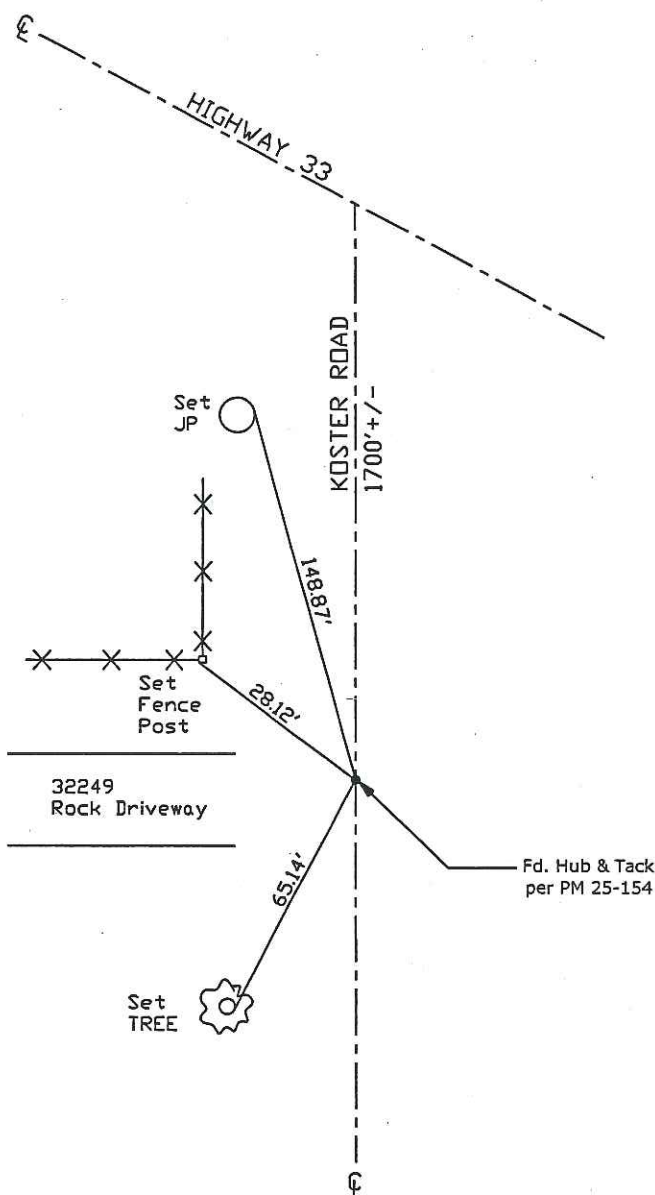 ℄
HIGHWAY 33
KOSTER ROAD
1700'+/-
Set
JP
148.87'
Set
Fence
Post
28.12'
32249
Rock Driveway
Fd. Hub & Tack
per PM 25-154
65.14'
Set
TREE
℄